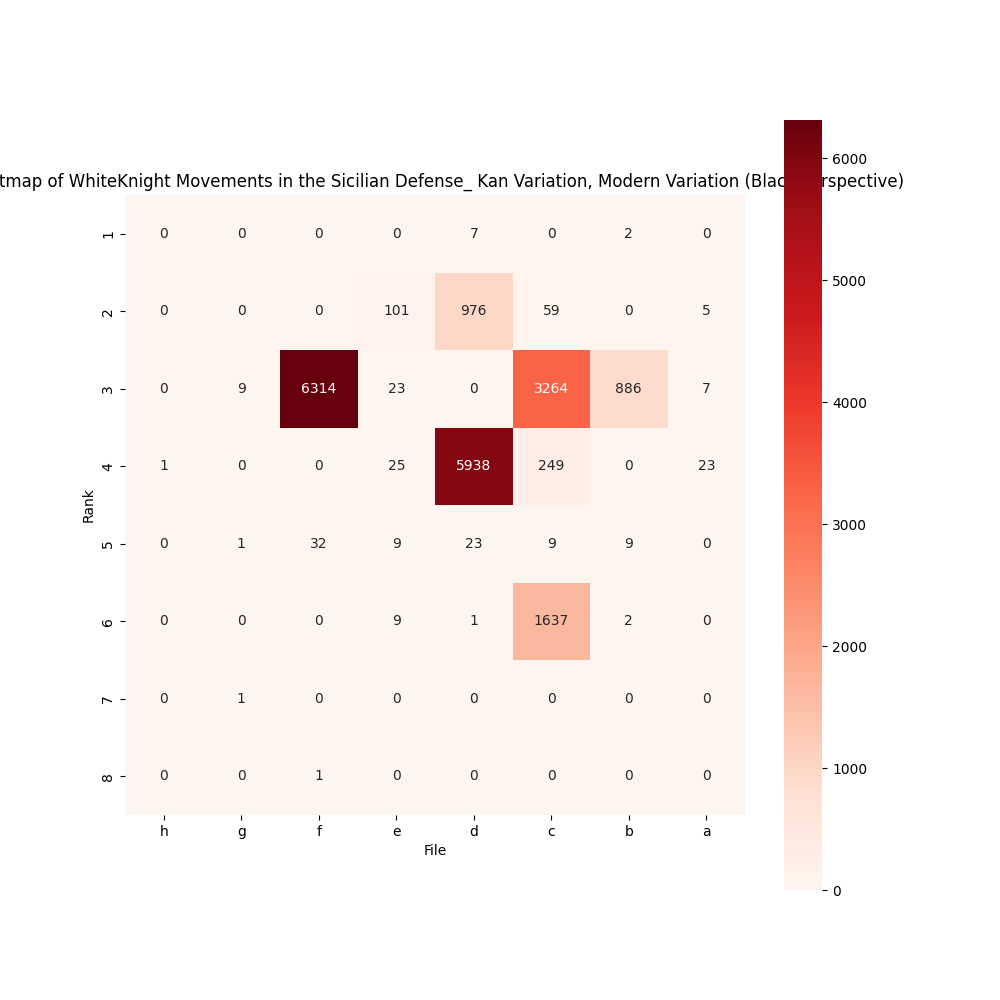 tmap of WhiteKnight Movements in the Sicilian Defense_ Kan Variation, Modern Variation (Blac rspective)
1 0 0 0 0 7 0 2 0
2 0 0 0 101 976 59 0 5
3 0 9 6314 23 0 3264 886 7
4 1 0 0 25 5938 249 0 23
Rank
5 0 1 32 9 23 9 9 0
6 0 0 0 9 1 1637 2 0
7 0 1 0 0 0 0 0 0
8 0 0 1 0 0 0 0 0
h g f e d c b a
File
6000
5000
4000
3000
2000
1000
0